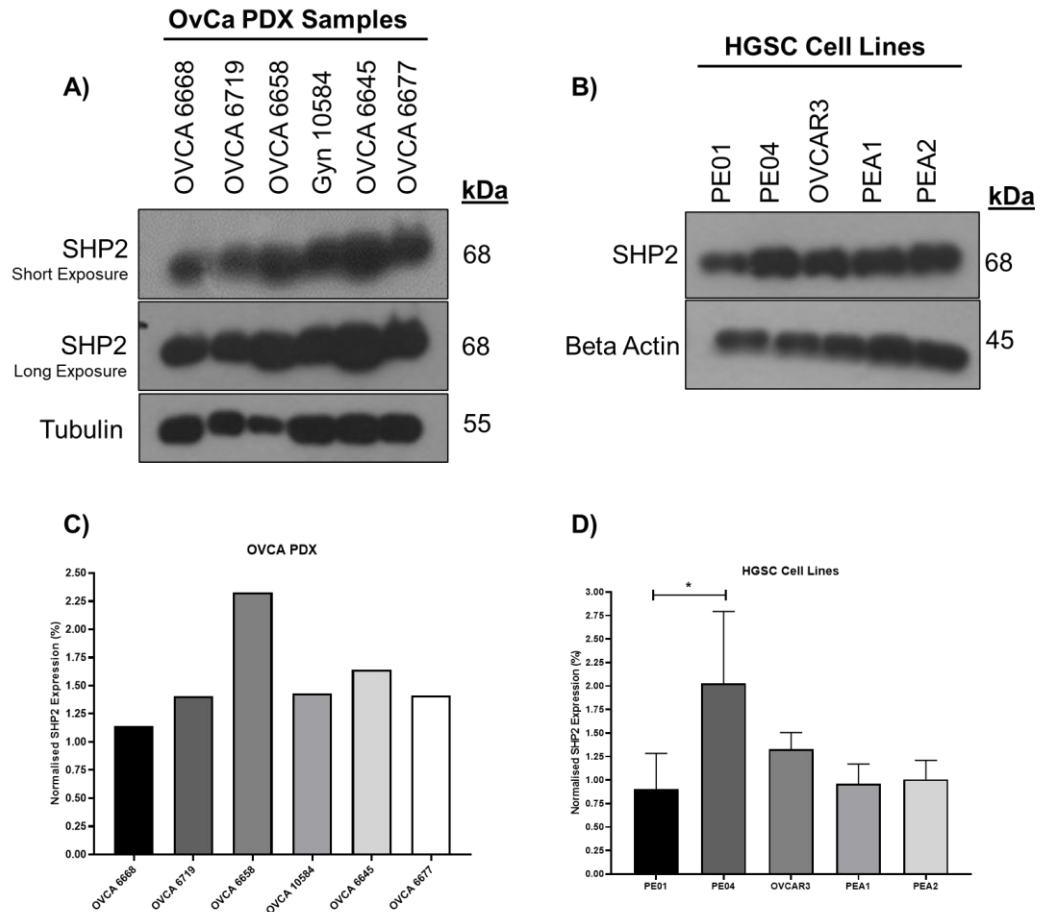 OvCa PDX Samples
A)
OVCA 6668
OVCA 6719
OVCA 6658
Gyn 10584
OVCA 6645
OVCA 6677
kDa
SHP2
Short Exposure
68
SHP2
Long Exposure
68
Tubulin
55
HGSC Cell Lines
B)
PE01
PE04
OVCAR3
PEA1
PEA2
kDa
SHP2
68
Beta Actin
45
C)
OVCA PDX
Normalised SHP2 Expression (%)
2.50
2.25
2.00
1.75
1.50
1.25
1.00
0.75
0.50
0.25
0.00
OVCA 6668
OVCA 6719
OVCA 6658
OVCA 10584
OVCA 6645
OVCA 6677
D)
HGSC Cell Lines
Normalised SHP2 Expression (%)
3.00
2.75
2.50
2.25
2.00
1.75
1.50
1.25
1.00
0.75
0.50
0.25
0.00
*
PE01
PE04
OVCAR3
PEA1
PEA2